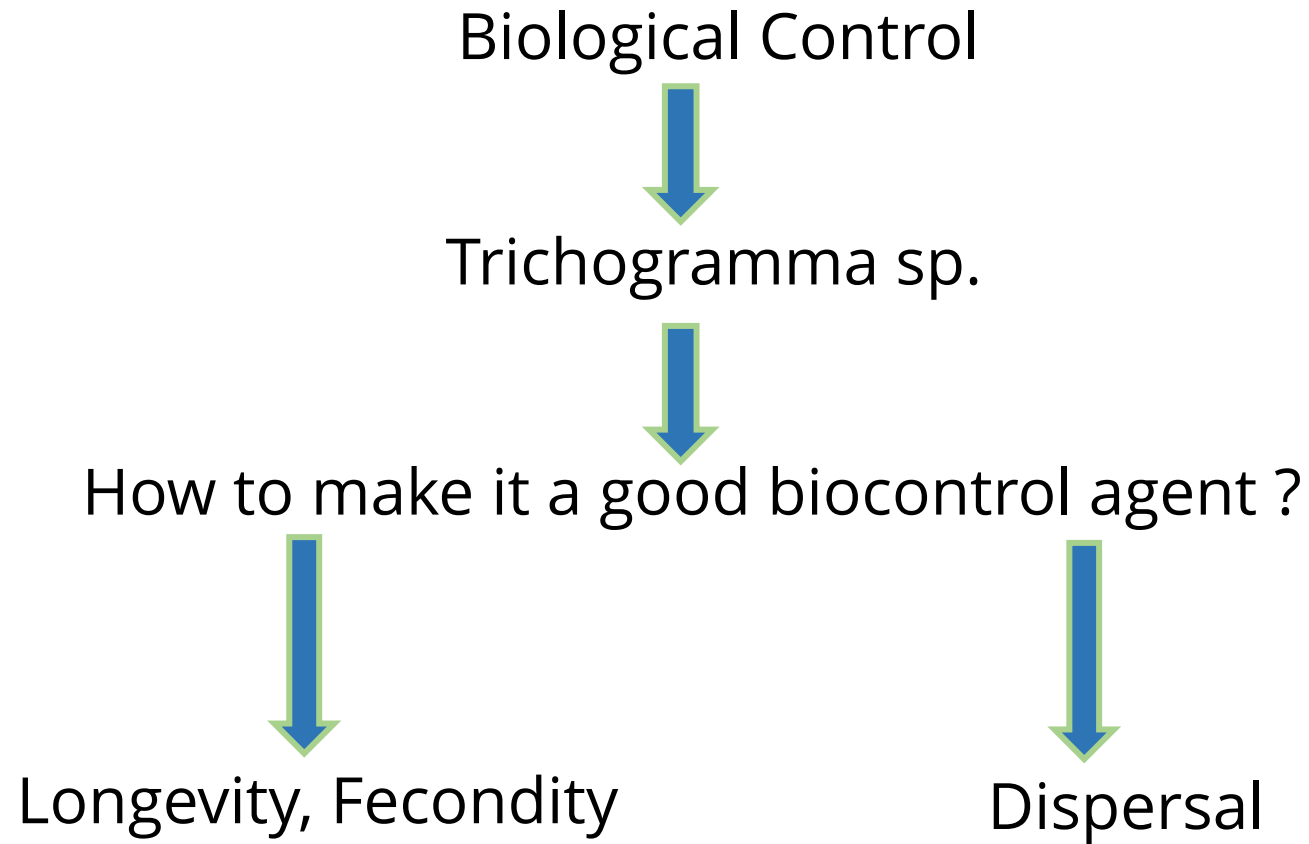 Biological Control
Trichogramma sp.
How to make it a good biocontrol agent ?
Longevity, Fecondity
Dispersal